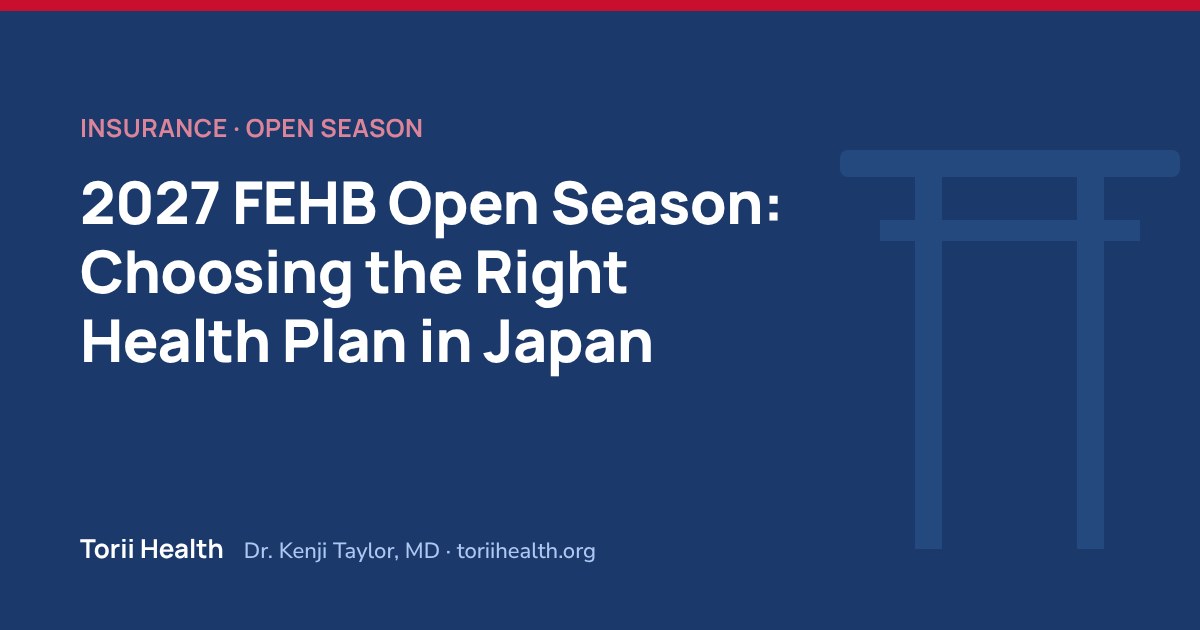 INSURANCE · OPEN SEASON
2027 FEHB Open Season:
Choosing the Right
Health Plan in Japan
Torii Health Dr. Kenji Taylor, MD · toriihealth.org